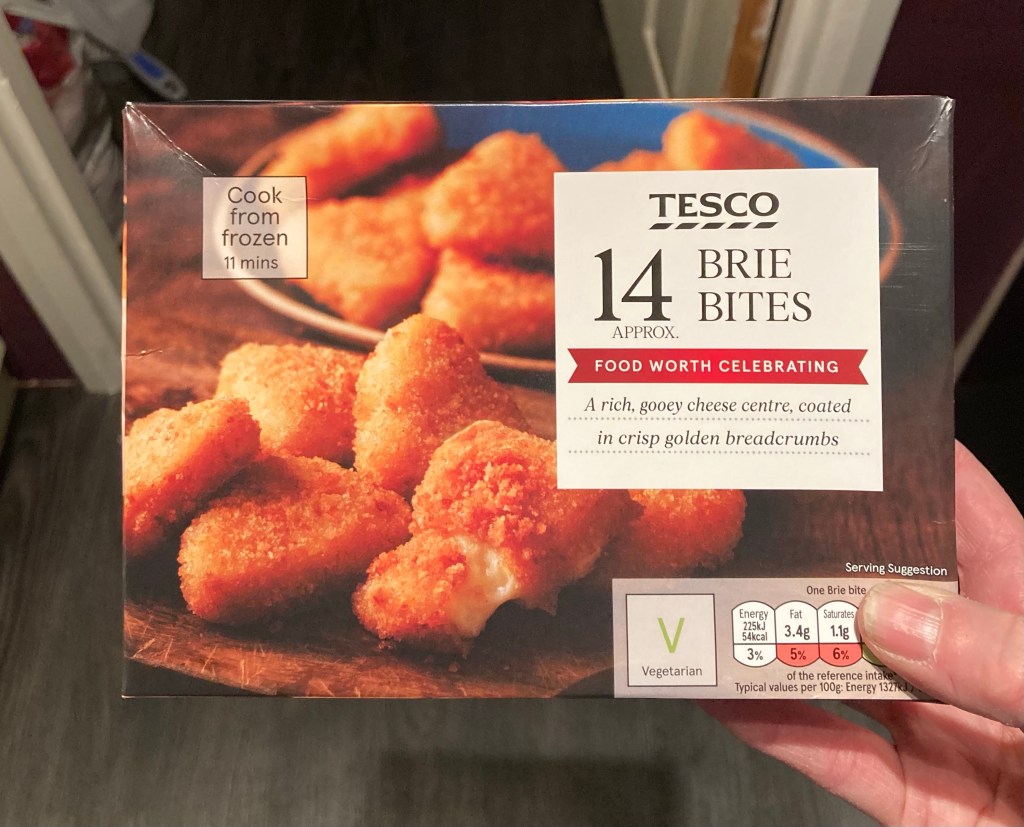 Cook
from
frozen
11 mins
TESCO
14 BRIE
BITES
APPROX.
FOOD WORTH CELEBRATING
A rich, gooey cheese centre, coated
in crisp golden breadcrumbs
Serving Suggestion
One Brie bite
V
Vegetarian
Energy Fat Saturates
225kJ 3.4g 1.1g
54kcal
3% 5% 6%
of the reference intake*
Typical values per 100g: Energy 1327kJ